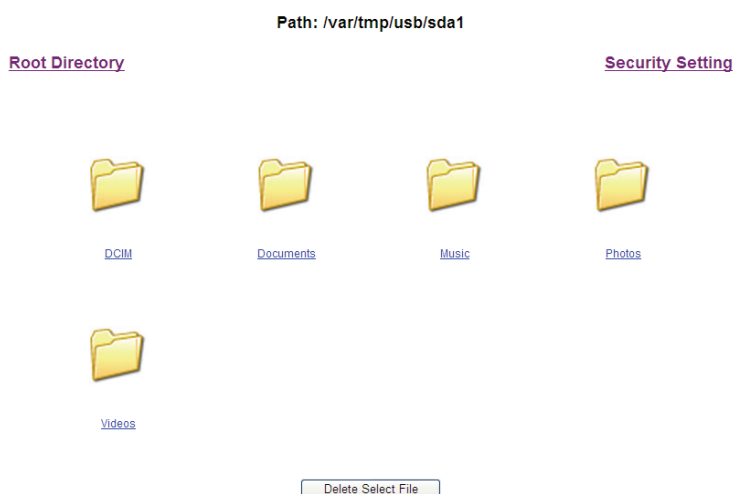 Path: /var/tmp/usb/sda1
Root Directory Security Setting
DCIM Documents Music Photos
Videos
Delete Select File